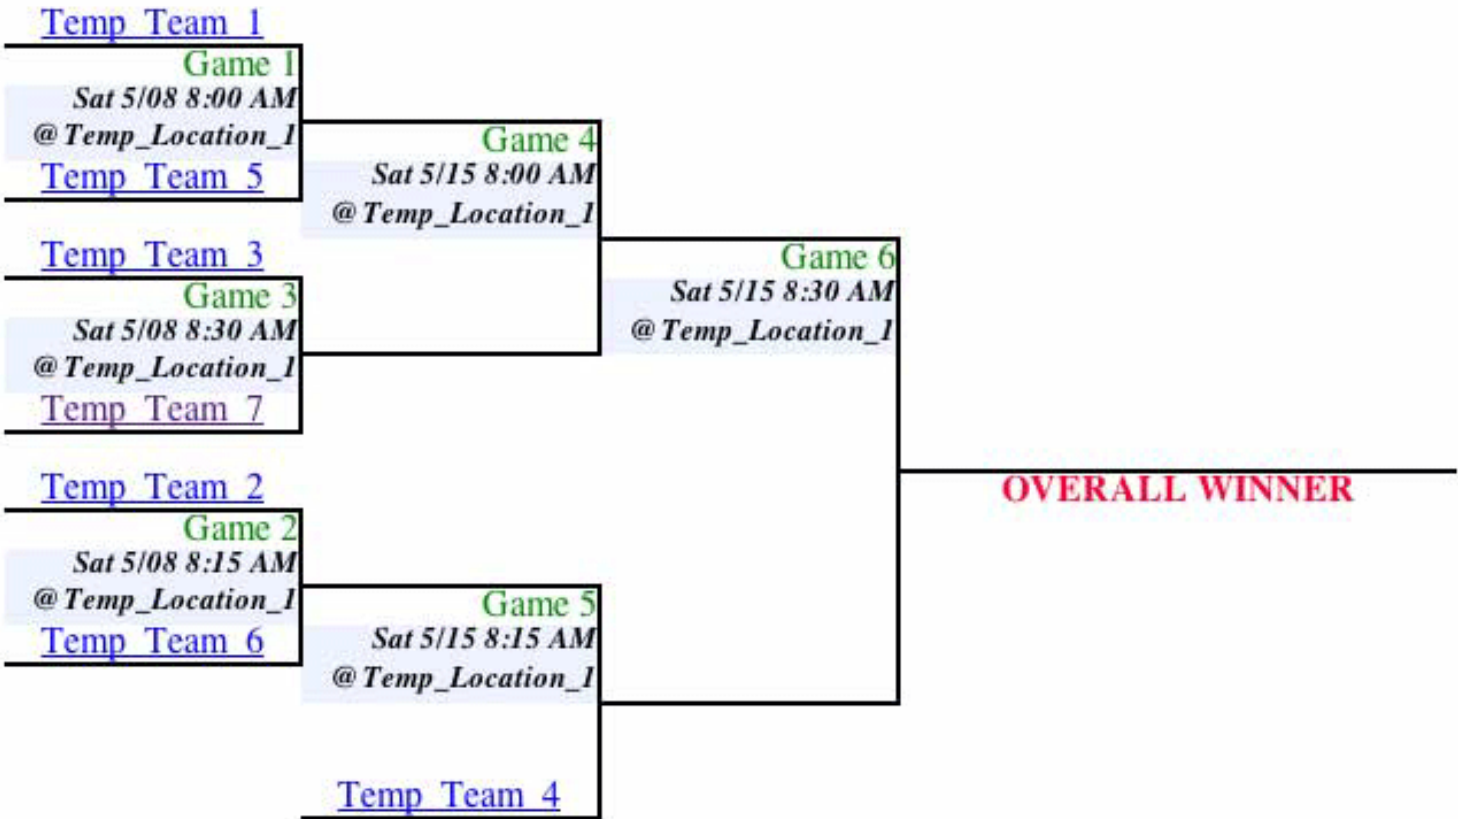 Temp_Team_1
Game 1
Sat 5/08 8:00 AM
@ Temp_Location_1
Temp_Team_5
Game 4
Sat 5/15 8:00 AM
@ Temp_Location_1
Temp_Team_3
Game 3
Sat 5/08 8:30 AM
@ Temp_Location_1
Temp_Team_7
Game 6
Sat 5/15 8:30 AM
@ Temp_Location_1
Temp_Team_2
Game 2
Sat 5/08 8:15 AM
@ Temp_Location_1
Temp_Team_6
Game 5
Sat 5/15 8:15 AM
@ Temp_Location_1
Temp_Team_4
OVERALL WINNER